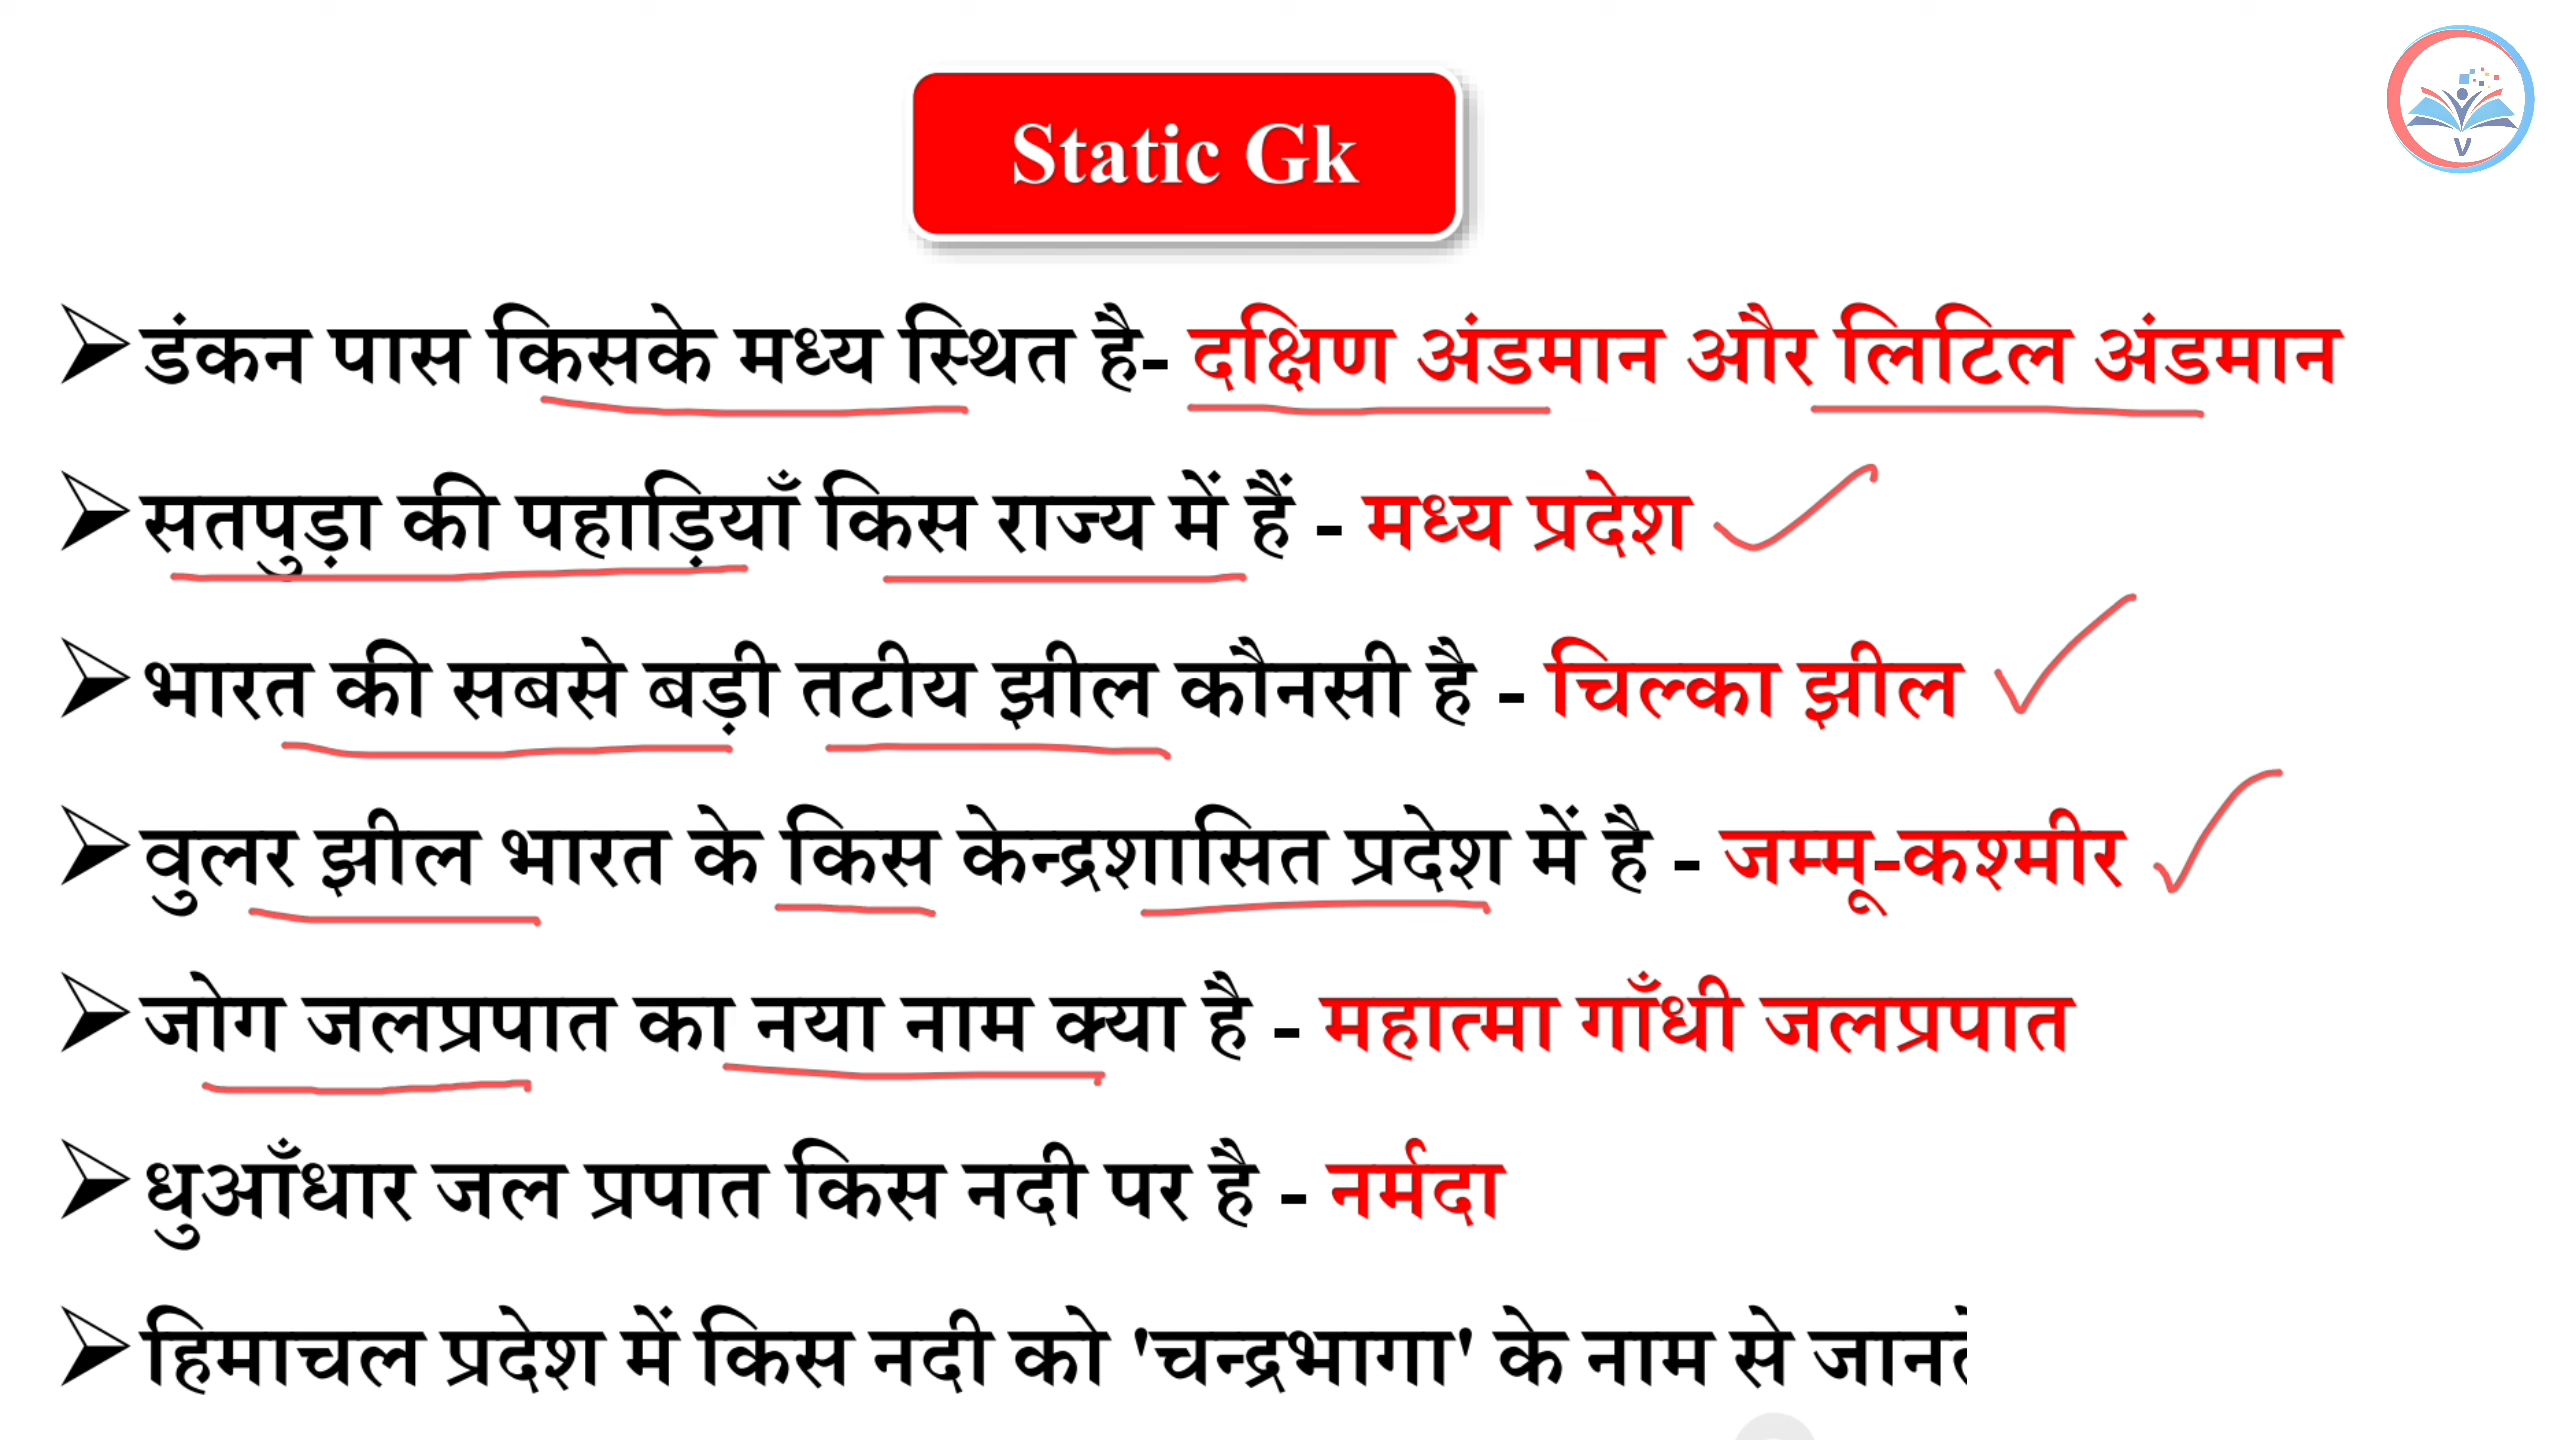 Static Gk
V
डंकन पास किसके मध्य स्थित है- दक्षिण अंडमान और लिटिल अंडमान
सतपुड़ा की पहाड़ियाँ किस राज्य में हैं - मध्य प्रदेश
भारत की सबसे बड़ी तटीय झील कौनसी है - चिल्का झील
वुलर झील भारत के किस केन्द्रशासित प्रदेश में है - जम्मू-कश्मीर
जोग जलप्रपात का नया नाम क्या है - महात्मा गाँधी जलप्रपात
धुआँधार जल प्रपात किस नदी पर है - नर्मदा
हिमाचल प्रदेश में किस नदी को 'चन्द्रभागा' के नाम से